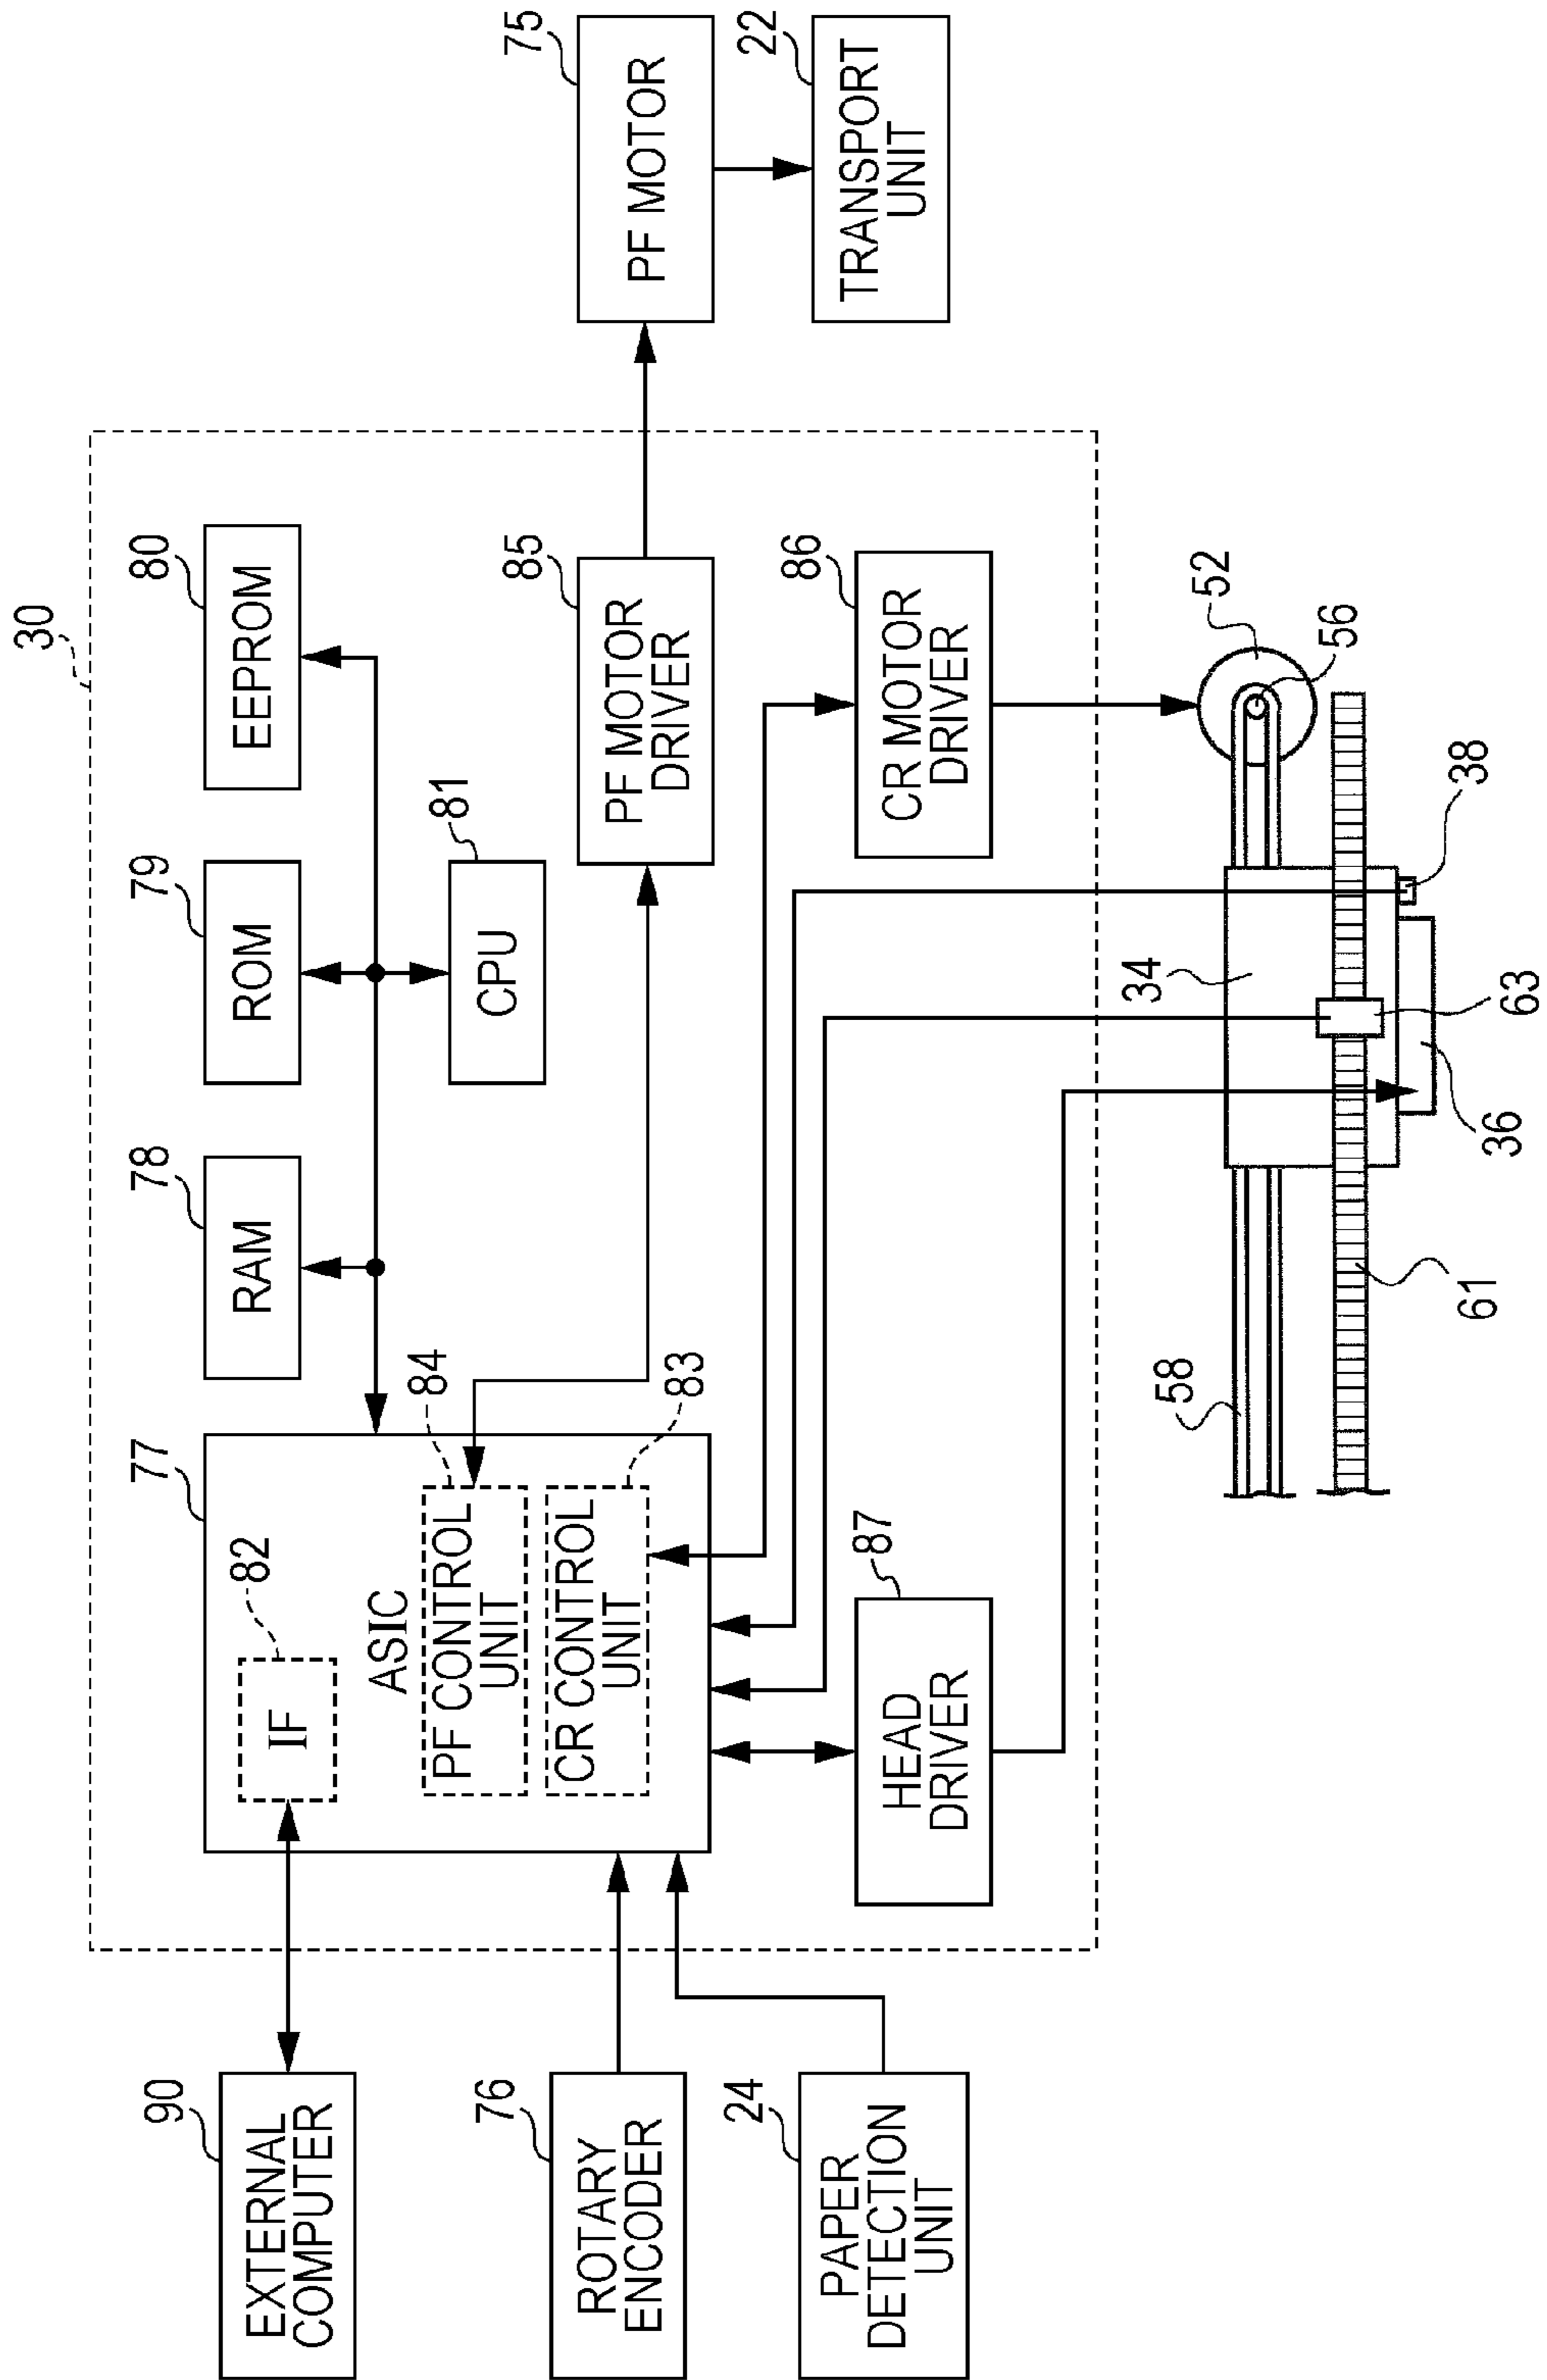 30
90
EXTERNAL
COMPUTER
76
ROTARY
ENCODER
24
PAPER
DETECTION
UNIT
77
82
IF
ASIC
84
PF CONTROL
UNIT
CR CONTROL
UNIT
83
78
RAM
79
ROM
80
EEPROM
81
CPU
85
PF MOTOR
DRIVER
86
CR MOTOR
DRIVER
87
HEAD
DRIVER
75
PF MOTOR
22
TRANSPORT
UNIT
58
34
52
56
61
36
63
38